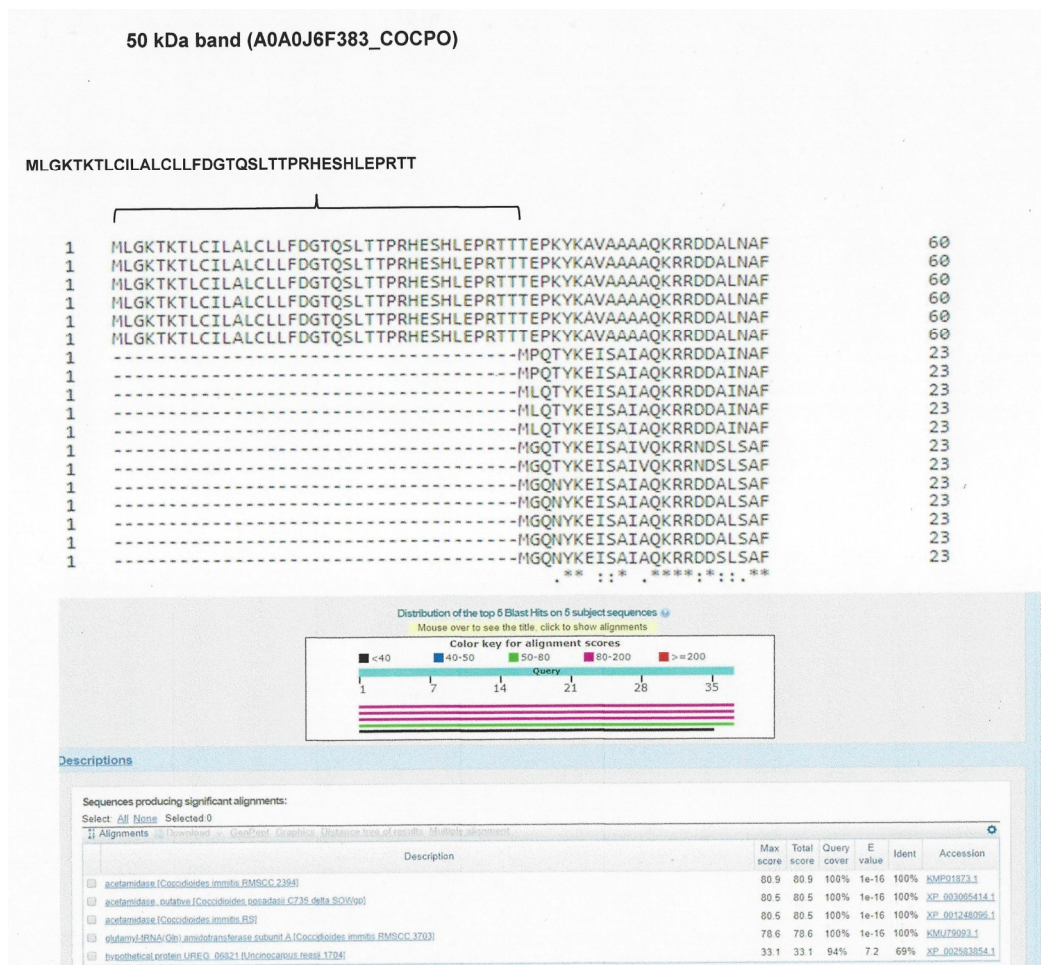 50 kDa band (A0A0J6F383_COCPO)
MLGKTKTLCILALCLLFDGTQSLTTPRHESHLEPRTT
1 MLGKTKTLCILALCLLFDGTQSLTTPRHESHLEPRTTTEPKYKAVAAAAQKRRDDALNAF 60
1 MLGKTKTLCILALCLLFDGTQSLTTPRHESHLEPRTTTEPKYKAVAAAAQKRRDDALNAF 60
1 MLGKTKTLCILALCLLFDGTQSLTTPRHESHLEPRTTTEPKYKAVAAAAQKRRDDALNAF 60
1 MLGKTKTLCILALCLLFDGTQSLTTPRHESHLEPRTTTEPKYKAVAAAAQKRRDDALNAF 60
1 MLGKTKTLCILALCLLFDGTQSLTTPRHESHLEPRTTTEPKYKAVAAAAQKRRDDALNAF 60
1 MLGKTKTLCILALCLLFDGTQSLTTPRHESHLEPRTTTEPKYKAVAAAAQKRRDDALNAF 60
1 -------------------------------------MPQTYKEISAIAQKRRDDAINAF 23
1 -------------------------------------MPQTYKEISAIAQKRRDDAINAF 23
1 -------------------------------------MLQTYKEISAIAQKRRDDAINAF 23
1 -------------------------------------MLQTYKEISAIAQKRRDDAINAF 23
1 -------------------------------------MLQTYKEISAIAQKRRDDAINAF 23
1 -------------------------------------MGQTYKEISAIVQKRRNDSLSAF 23
1 -------------------------------------MGQTYKEISAIVQKRRNDSLSAF 23
1 -------------------------------------MGQNYKEISAIAQKRRDDALSAF 23
1 -------------------------------------MGQNYKEISAIAQKRRDDALSAF 23
1 -------------------------------------MGQNYKEISAIAQKRRDDALSAF 23
1 -------------------------------------MGQNYKEISAIAQKRRDDALSAF 23
1 -------------------------------------MGQNYKEISAIAQKRRDDSLSAF 23
.** ::* .****:*::.**
Distribution of the top 5 Blast Hits on 5 subject sequences
Mouse over to see the title, click to show alignments
Color key for alignment scores
<40 40-50 50-80 80-200 >=200
Query
1 7 14 21 28 35
Descriptions
Sequences producing significant alignments:
Select: All None Selected:0
Alignments Download GenPept Graphics Distance tree of results Multiple alignment
Description Max score Total score Query cover E value Ident Accession
acetamidase [Coccidioides immitis RMSCC 2394] 80.9 80.9 100% 1e-16 100% KMP01873.1
acetamidase, putative [Coccidioides posadasii C735 delta SOWgp] 80.5 80.5 100% 1e-16 100% XP_003065414.1
acetamidase [Coccidioides immitis RS] 80.5 80.5 100% 1e-16 100% XP_001248096.1
glutamyl-tRNA(Gln) amidotransferase subunit A [Coccidioides immitis RMSCC 3703] 78.6 78.6 100% 1e-16 100% KMU79093.1
hypothetical protein UREG_06821 [Uncinocarpus reesii 1704] 33.1 33.1 94% 7.2 69% XP_002583854.1